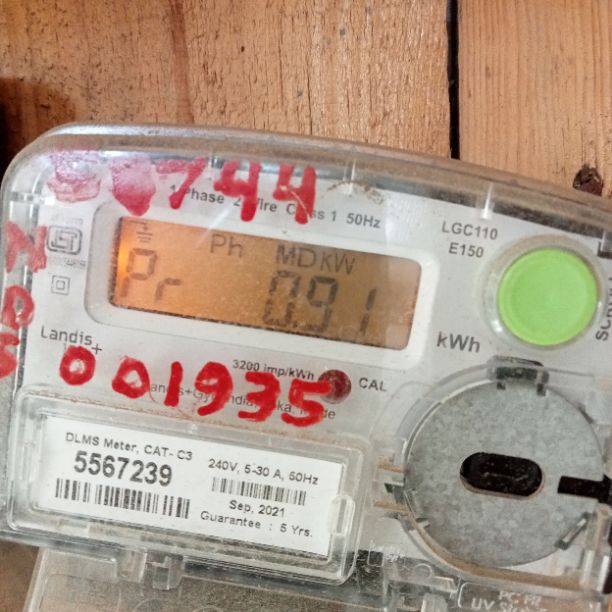 744
1 Phase 2 Wire Class 1 50Hz
LGC110
E150
Ph MDkW
Pr 0.91
kWh
NDS
Landis+
3200 imp/kWh CAL
001935
DLMS Meter, CAT- C3
5567239
240V, 5-30 A, 50Hz
Sep, 2021
Guarantee : 5 Yrs.